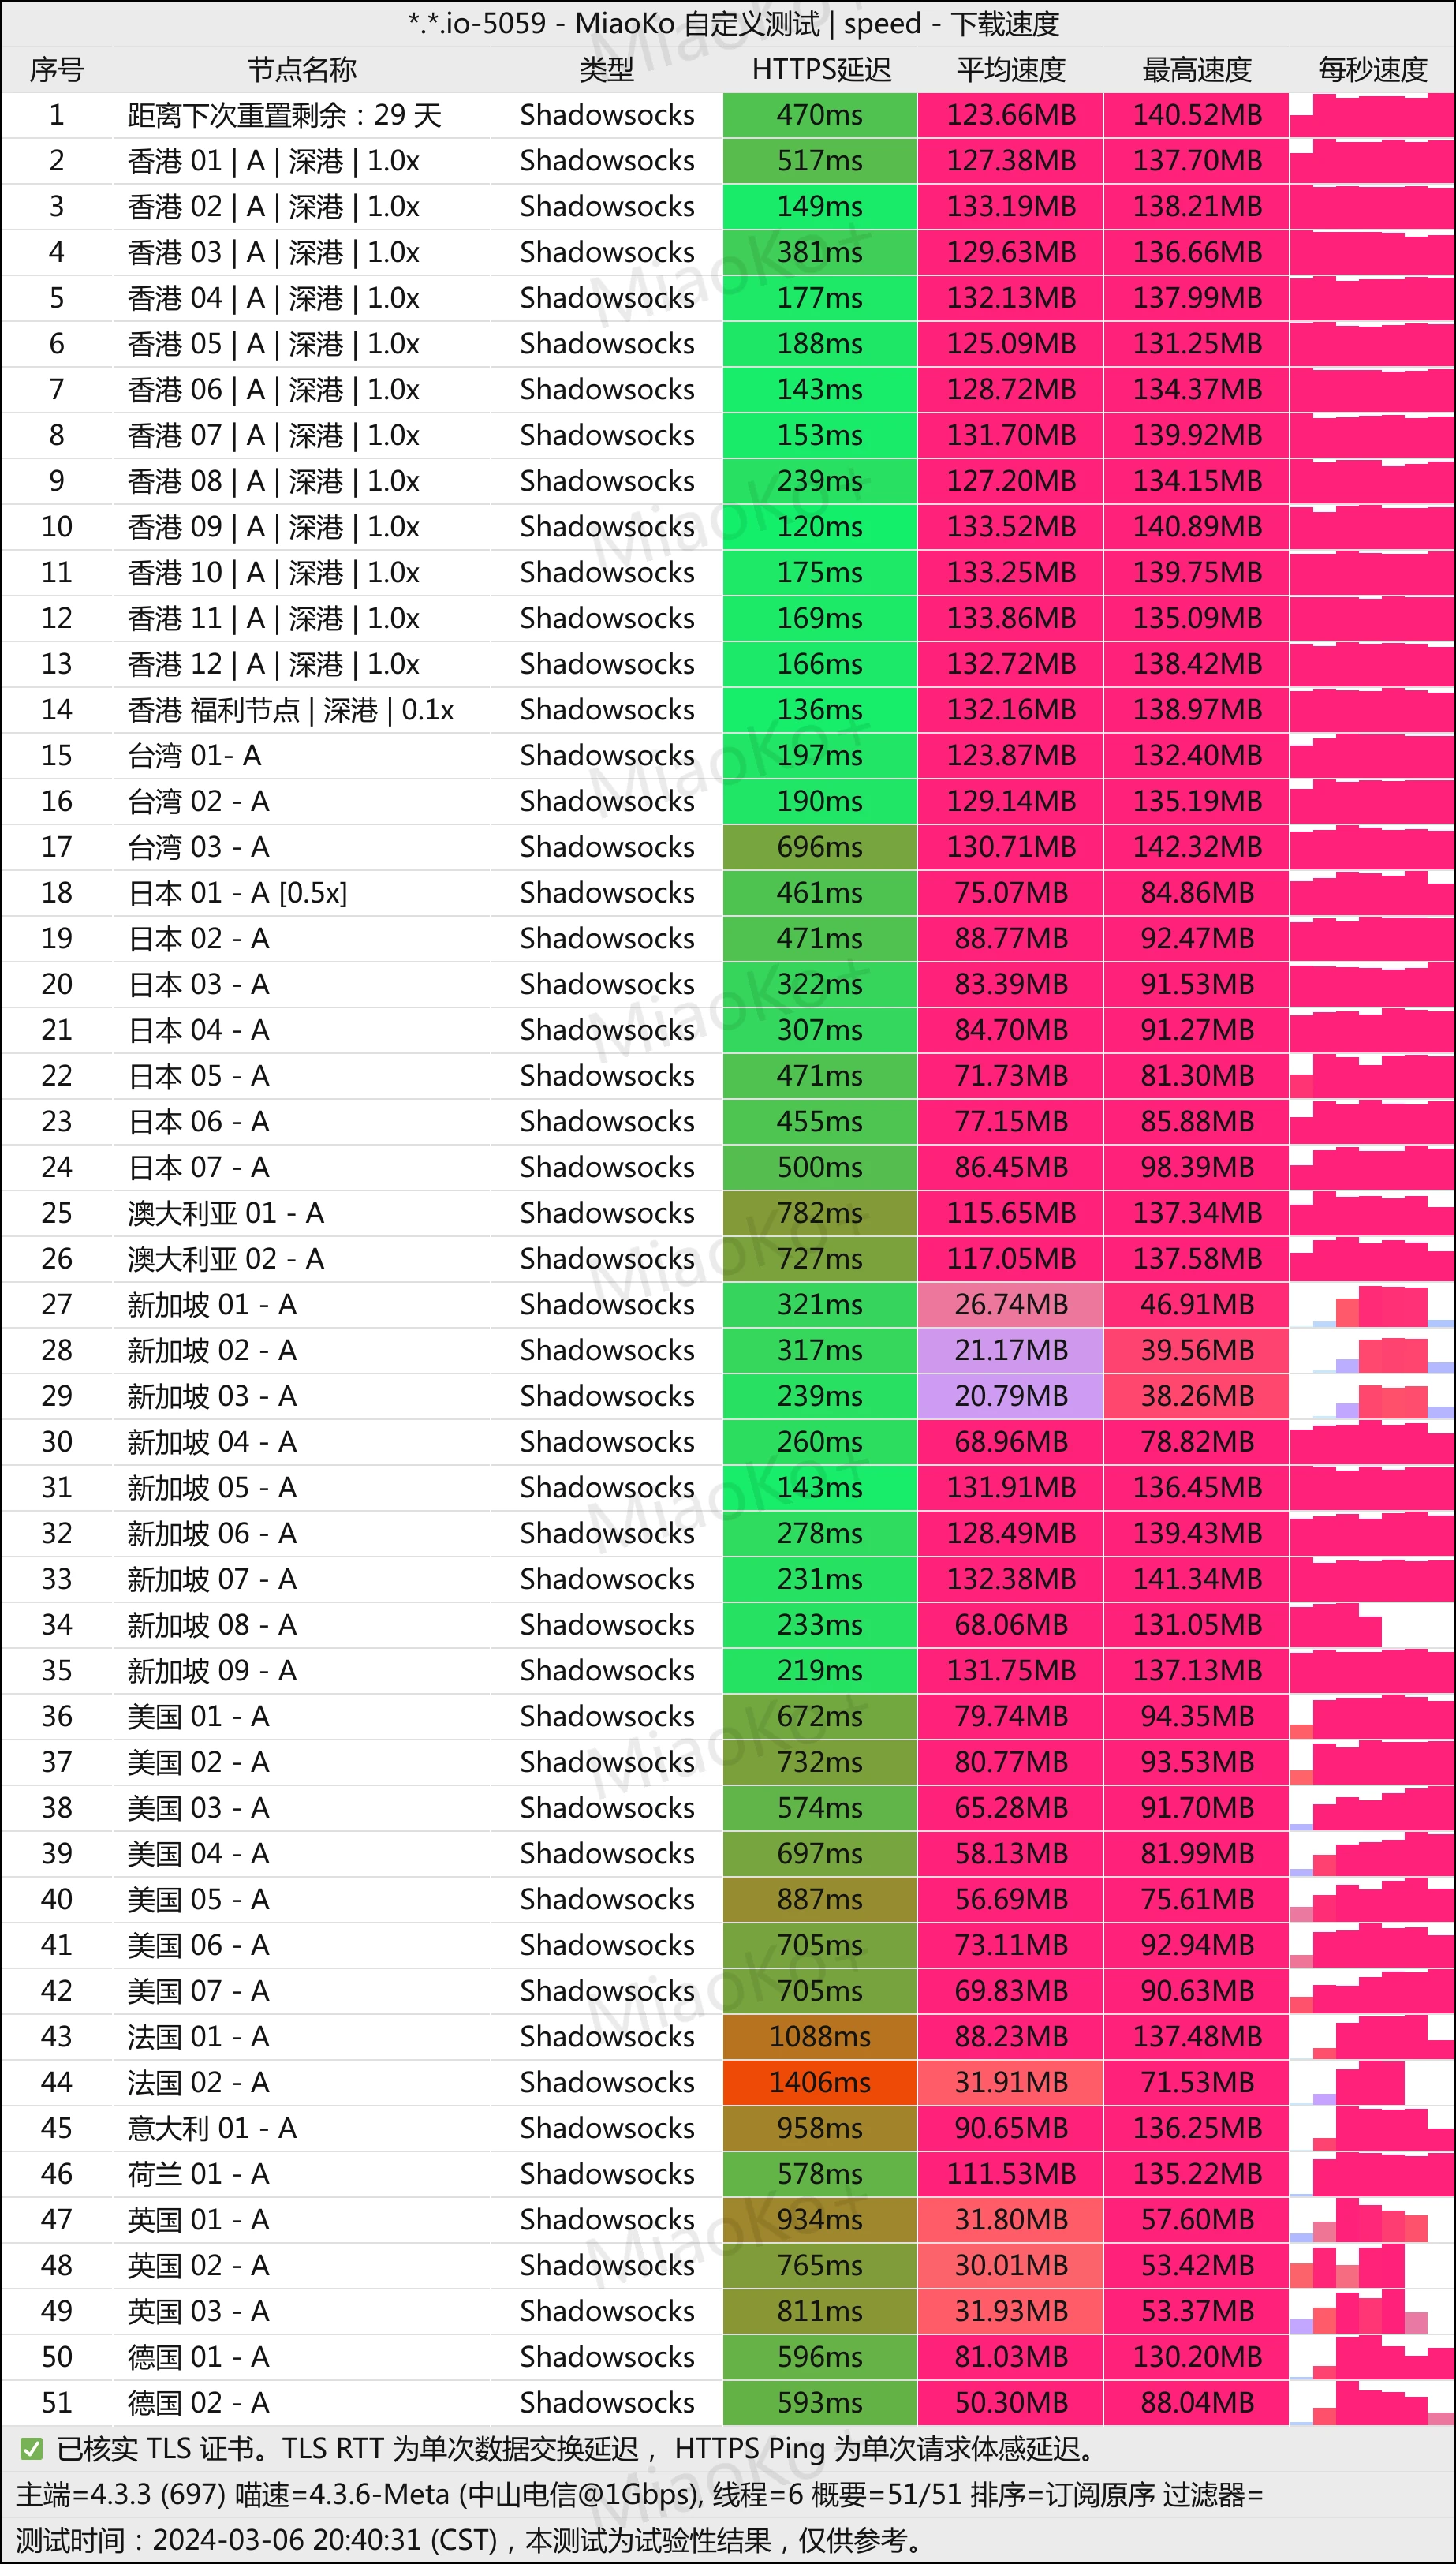 *.*.io-5059 - MiaoKo 自定义测试 | speed - 下载速度
序号 节点名称 类型 HTTPS延迟 平均速度 最高速度 每秒速度
1 距离下次重置剩余：29 天 Shadowsocks 470ms 123.66MB 140.52MB
2 香港 01 | A | 深港 | 1.0x Shadowsocks 517ms 127.38MB 137.70MB
3 香港 02 | A | 深港 | 1.0x Shadowsocks 149ms 133.19MB 138.21MB
4 香港 03 | A | 深港 | 1.0x Shadowsocks 381ms 129.63MB 136.66MB
5 香港 04 | A | 深港 | 1.0x Shadowsocks 177ms 132.13MB 137.99MB
6 香港 05 | A | 深港 | 1.0x Shadowsocks 188ms 125.09MB 131.25MB
7 香港 06 | A | 深港 | 1.0x Shadowsocks 143ms 128.72MB 134.37MB
8 香港 07 | A | 深港 | 1.0x Shadowsocks 153ms 131.70MB 139.92MB
9 香港 08 | A | 深港 | 1.0x Shadowsocks 239ms 127.20MB 134.15MB
10 香港 09 | A | 深港 | 1.0x Shadowsocks 120ms 133.52MB 140.89MB
11 香港 10 | A | 深港 | 1.0x Shadowsocks 175ms 133.25MB 139.75MB
12 香港 11 | A | 深港 | 1.0x Shadowsocks 169ms 133.86MB 135.09MB
13 香港 12 | A | 深港 | 1.0x Shadowsocks 166ms 132.72MB 138.42MB
14 香港 福利节点 | 深港 | 0.1x Shadowsocks 136ms 132.16MB 138.97MB
15 台湾 01- A Shadowsocks 197ms 123.87MB 132.40MB
16 台湾 02 - A Shadowsocks 190ms 129.14MB 135.19MB
17 台湾 03 - A Shadowsocks 696ms 130.71MB 142.32MB
18 日本 01 - A [0.5x] Shadowsocks 461ms 75.07MB 84.86MB
19 日本 02 - A Shadowsocks 471ms 88.77MB 92.47MB
20 日本 03 - A Shadowsocks 322ms 83.39MB 91.53MB
21 日本 04 - A Shadowsocks 307ms 84.70MB 91.27MB
22 日本 05 - A Shadowsocks 471ms 71.73MB 81.30MB
23 日本 06 - A Shadowsocks 455ms 77.15MB 85.88MB
24 日本 07 - A Shadowsocks 500ms 86.45MB 98.39MB
25 澳大利亚 01 - A Shadowsocks 782ms 115.65MB 137.34MB
26 澳大利亚 02 - A Shadowsocks 727ms 117.05MB 137.58MB
27 新加坡 01 - A Shadowsocks 321ms 26.74MB 46.91MB
28 新加坡 02 - A Shadowsocks 317ms 21.17MB 39.56MB
29 新加坡 03 - A Shadowsocks 239ms 20.79MB 38.26MB
30 新加坡 04 - A Shadowsocks 260ms 68.96MB 78.82MB
31 新加坡 05 - A Shadowsocks 143ms 131.91MB 136.45MB
32 新加坡 06 - A Shadowsocks 278ms 128.49MB 139.43MB
33 新加坡 07 - A Shadowsocks 231ms 132.38MB 141.34MB
34 新加坡 08 - A Shadowsocks 233ms 68.06MB 131.05MB
35 新加坡 09 - A Shadowsocks 219ms 131.75MB 137.13MB
36 美国 01 - A Shadowsocks 672ms 79.74MB 94.35MB
37 美国 02 - A Shadowsocks 732ms 80.77MB 93.53MB
38 美国 03 - A Shadowsocks 574ms 65.28MB 91.70MB
39 美国 04 - A Shadowsocks 697ms 58.13MB 81.99MB
40 美国 05 - A Shadowsocks 887ms 56.69MB 75.61MB
41 美国 06 - A Shadowsocks 705ms 73.11MB 92.94MB
42 美国 07 - A Shadowsocks 705ms 69.83MB 90.63MB
43 法国 01 - A Shadowsocks 1088ms 88.23MB 137.48MB
44 法国 02 - A Shadowsocks 1406ms 31.91MB 71.53MB
45 意大利 01 - A Shadowsocks 958ms 90.65MB 136.25MB
46 荷兰 01 - A Shadowsocks 578ms 111.53MB 135.22MB
47 英国 01 - A Shadowsocks 934ms 31.80MB 57.60MB
48 英国 02 - A Shadowsocks 765ms 30.01MB 53.42MB
49 英国 03 - A Shadowsocks 811ms 31.93MB 53.37MB
50 德国 01 - A Shadowsocks 596ms 81.03MB 130.20MB
51 德国 02 - A Shadowsocks 593ms 50.30MB 88.04MB
✅ 已核实 TLS 证书。TLS RTT 为单次数据交换延迟， HTTPS Ping 为单次请求体感延迟。
主端=4.3.3 (697) 喵速=4.3.6-Meta (中山电信@1Gbps), 线程=6 概要=51/51 排序=订阅原序 过滤器=
测试时间：2024-03-06 20:40:31 (CST)，本测试为试验性结果，仅供参考。